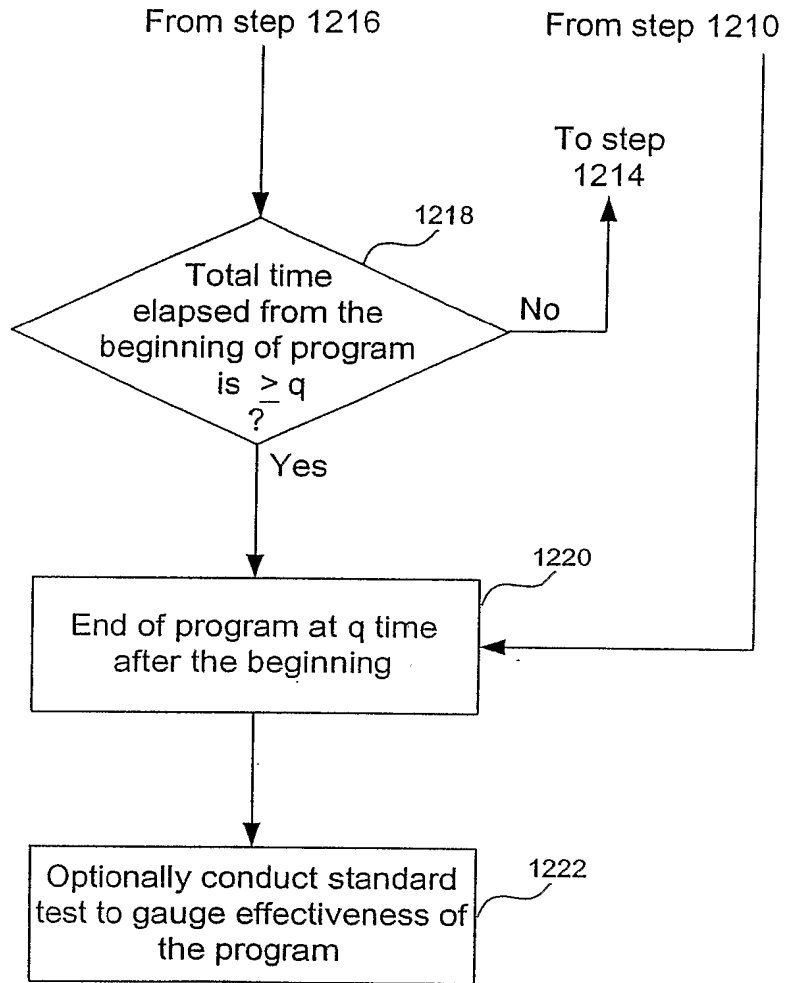 From step 1216
From step 1210
To step
1214
1218
Total time
elapsed from the
beginning of program
is ≥ q
?
No
Yes
1220
End of program at q time
after the beginning
1222
Optionally conduct standard
test to gauge effectiveness of
the program